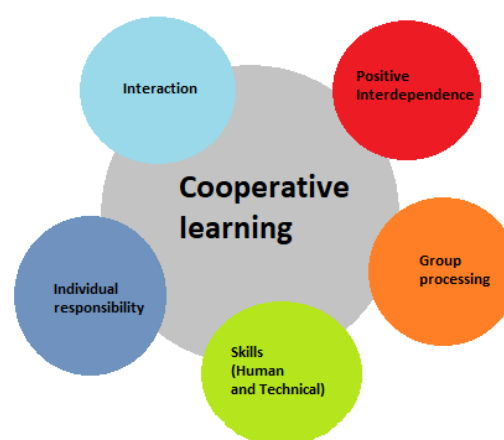 Interaction
Positive
Interdependence
Cooperative
learning
Group
processing
Individual
responsibility
Skills
(Human
and Technical)